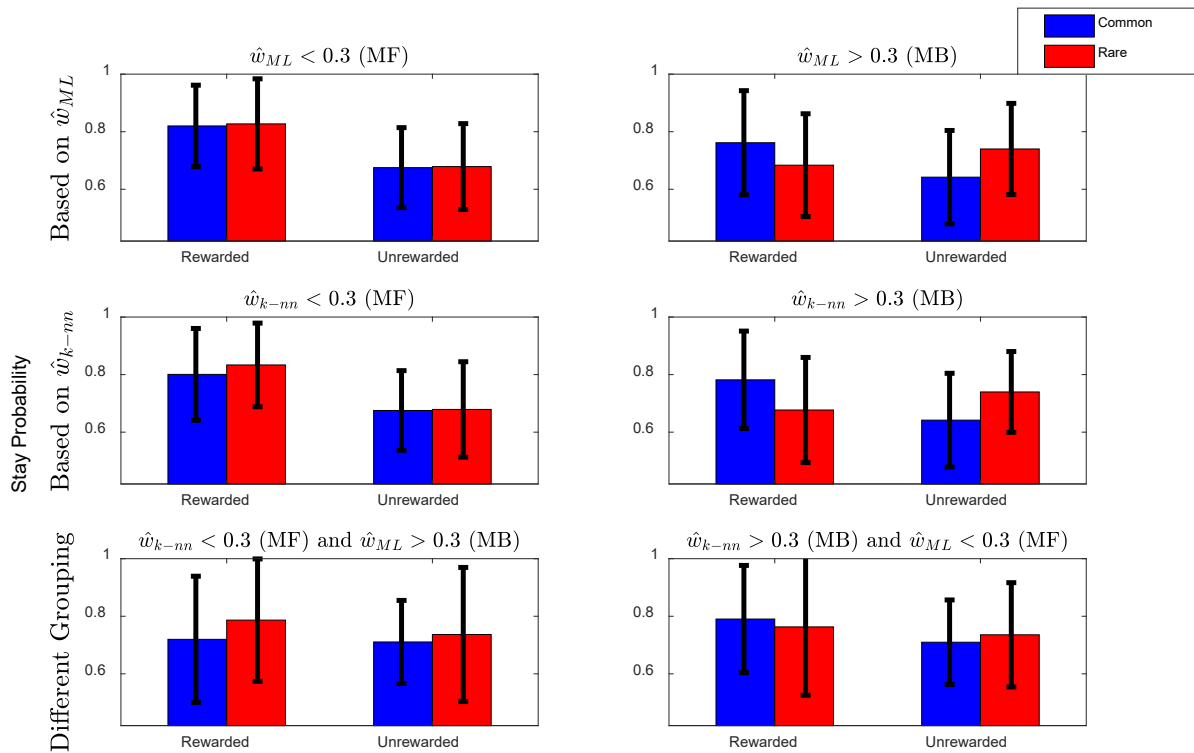 Common
Rare
ŵ_ML < 0.3 (MF)
ŵ_ML > 0.3 (MB)
Based on ŵ_ML
1
0.8
0.6
Rewarded
Unrewarded
1
0.8
0.6
Rewarded
Unrewarded
ŵ_k−nn < 0.3 (MF)
ŵ_k−nn > 0.3 (MB)
Stay Probability
Based on ŵ_k−nn
1
0.8
0.6
Rewarded
Unrewarded
1
0.8
0.6
Rewarded
Unrewarded
ŵ_k−nn < 0.3 (MF) and ŵ_ML > 0.3 (MB)
ŵ_k−nn > 0.3 (MB) and ŵ_ML < 0.3 (MF)
Different Grouping
1
0.8
0.6
Rewarded
Unrewarded
1
0.8
0.6
Rewarded
Unrewarded